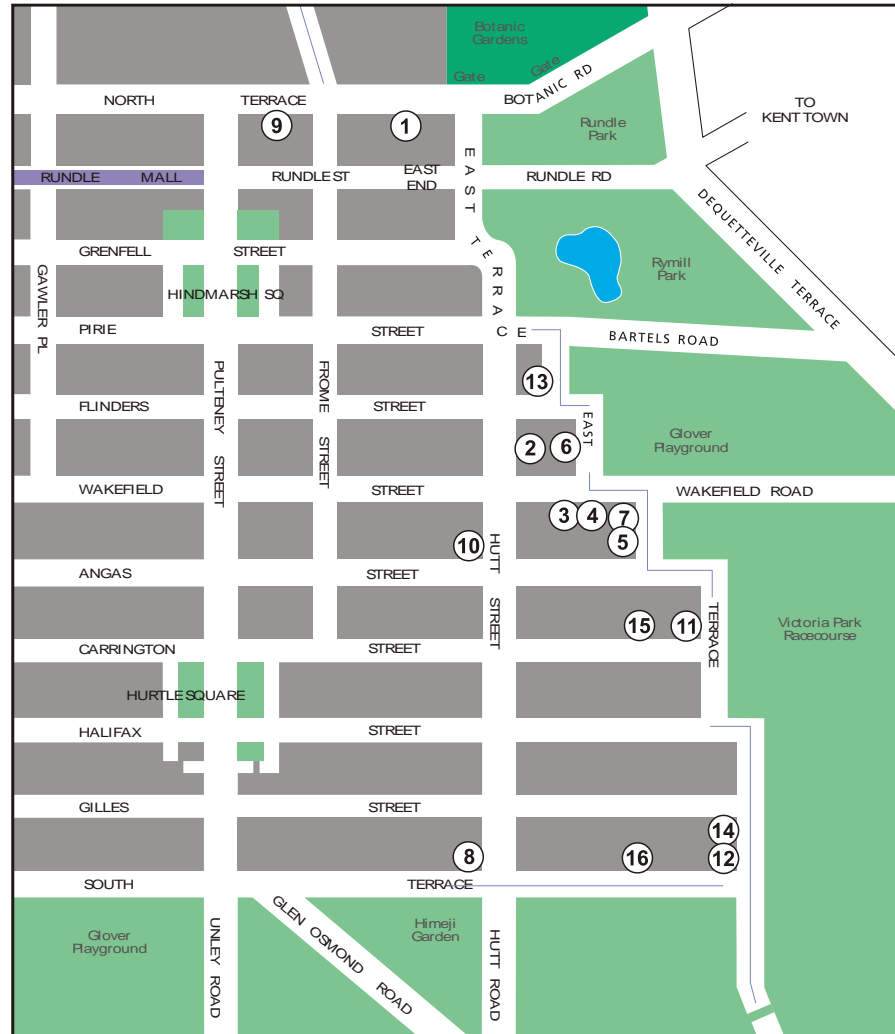 Botanic
Gardens
Gate
Gate
NORTH TERRACE
BOTANIC RD
TO
KENT TOWN
9
1
Rundle
Park
RUNDLE MALL
RUNDLE ST
EAST
END
RUNDLE RD
EAST TERRACE
DEQUETTEVILLE TERRACE
GRENFELL STREET
Rymill
Park
GAWLER PL
HINDMARSH SQ
PIRIE STREET
BARTELS ROAD
PULTENEY STREET
FROME STREET
13
FLINDERS STREET
EAST
Glover
Playground
2
6
WAKEFIELD STREET
WAKEFIELD ROAD
3
4
7
10
HUTT STREET
5
ANGAS STREET
TERRACE
15
11
Victoria Park
Racecourse
CARRINGTON STREET
HURTLE SQUARE
HALIFAX STREET
GILLES STREET
14
8
16
12
SOUTH TERRACE
Glover
Playground
UNLEY ROAD
GLEN OSMOND ROAD
Himeji
Garden
HUTT ROAD